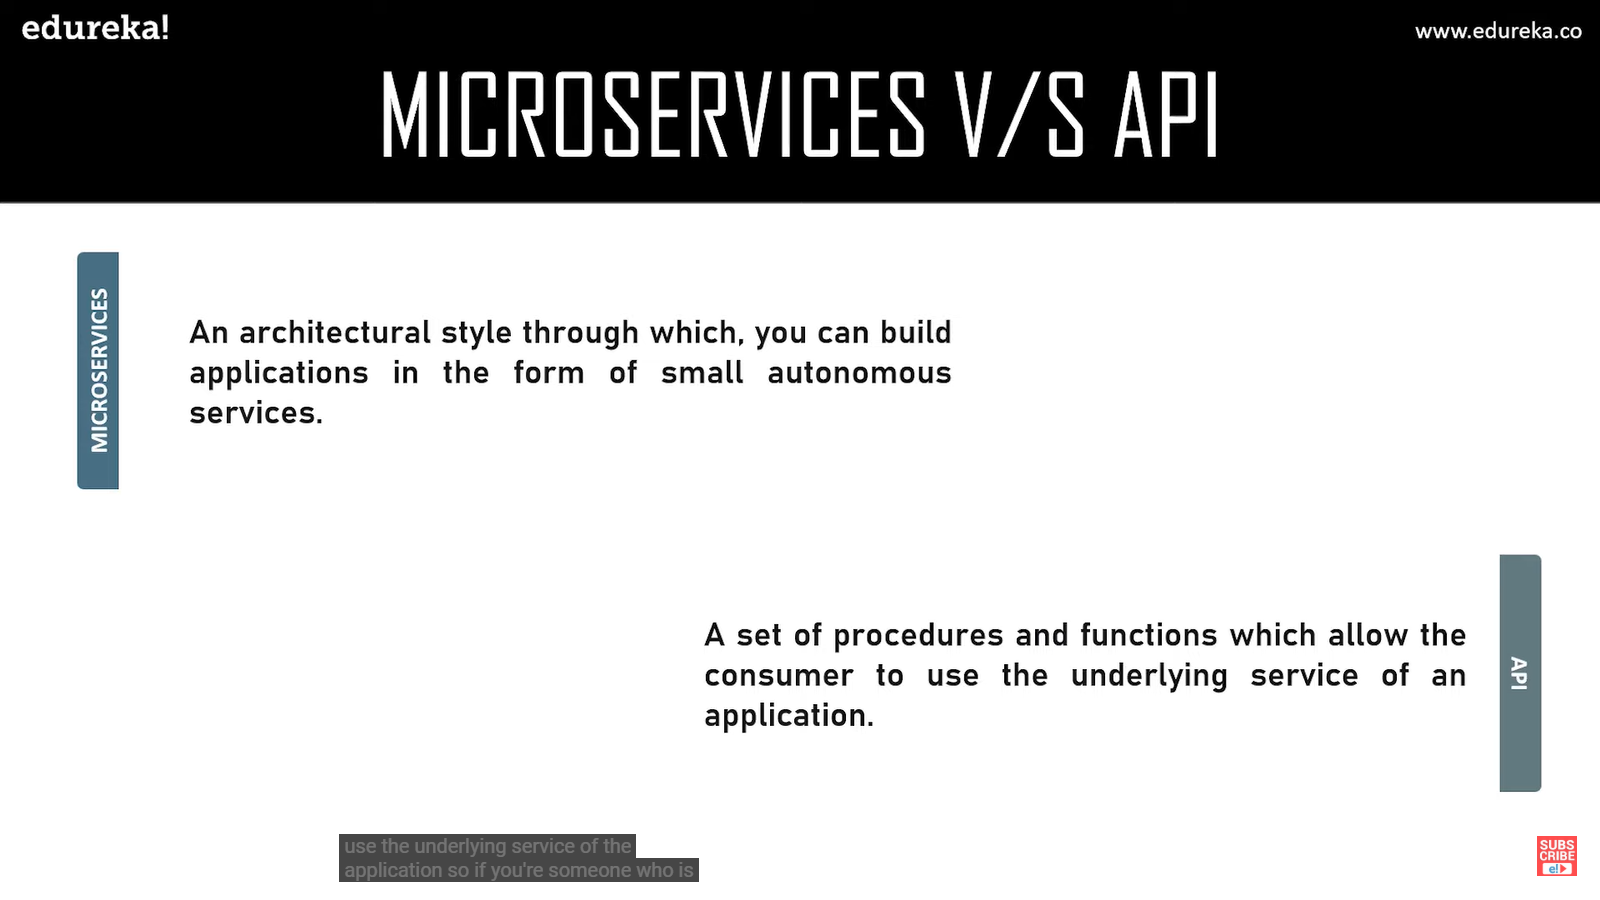 edureka!
www.edureka.co
MICROSERVICES V/S API
MICROSERVICES
An architectural style through which, you can build
applications in the form of small autonomous
services.
A set of procedures and functions which allow the
consumer to use the underlying service of an
application.
API
use the underlying service of the
application so if you're someone who is
SUBS
CRIBE
e!